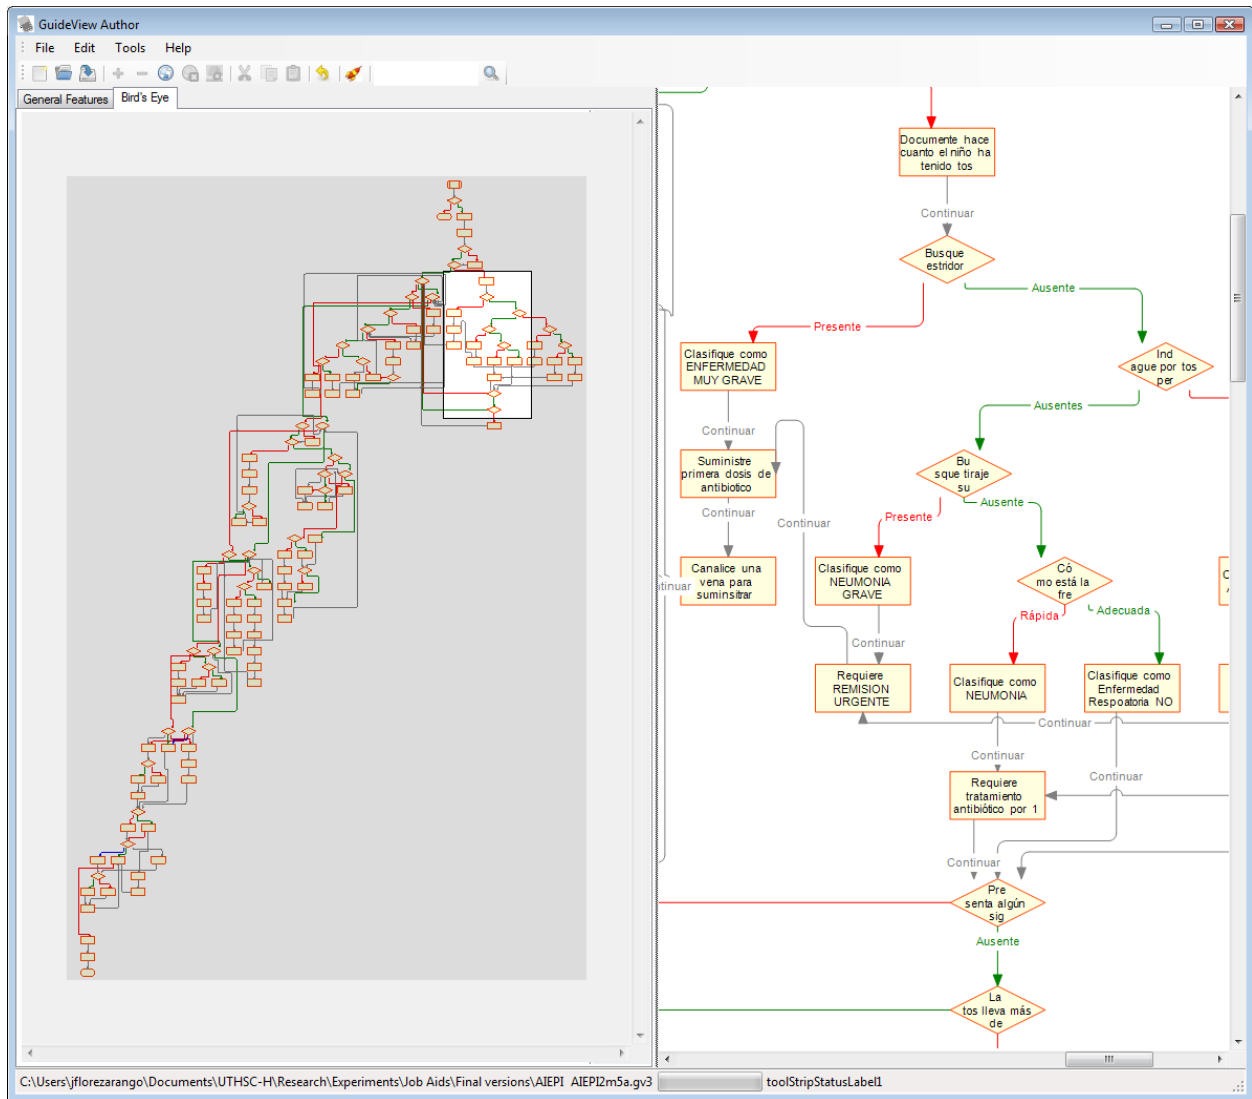 GuideView Author
File Edit Tools Help
General Features Bird's Eye
Documente hace
cuanto el niño ha
tenido tos
Continuar
Busque
estridor
Ausente
Presente
Clasifique como
ENFERMEDAD
MUY GRAVE
Ind
ague por tos
per
Ausentes
Continuar
Suministre
primera dosis de
antibiotico
Bu
sque tiraje
su
Ausente
Presente
Continuar
Continuar
Canalice una
vena para
suminsitrar
tinuar
Clasifique como
NEUMONIA
GRAVE
Có
mo está la
fre
Rápida
Adecuada
Continuar
Requiere
REMISION
URGENTE
Clasifique como
NEUMONIA
Clasifique como
Enfermedad
Respoatoria NO
Continuar
Continuar
Continuar
Requiere
tratamiento
antibiótico por 1
Continuar
Pre
senta algún
sig
Ausente
La
tos lleva más
de
C:\Users\jflorezarango\Documents\UTHSC-H\Research\Experiments\Job Aids\Final versions\AIEPI AIEPI2m5a.gv3
toolStripStatusLabel1